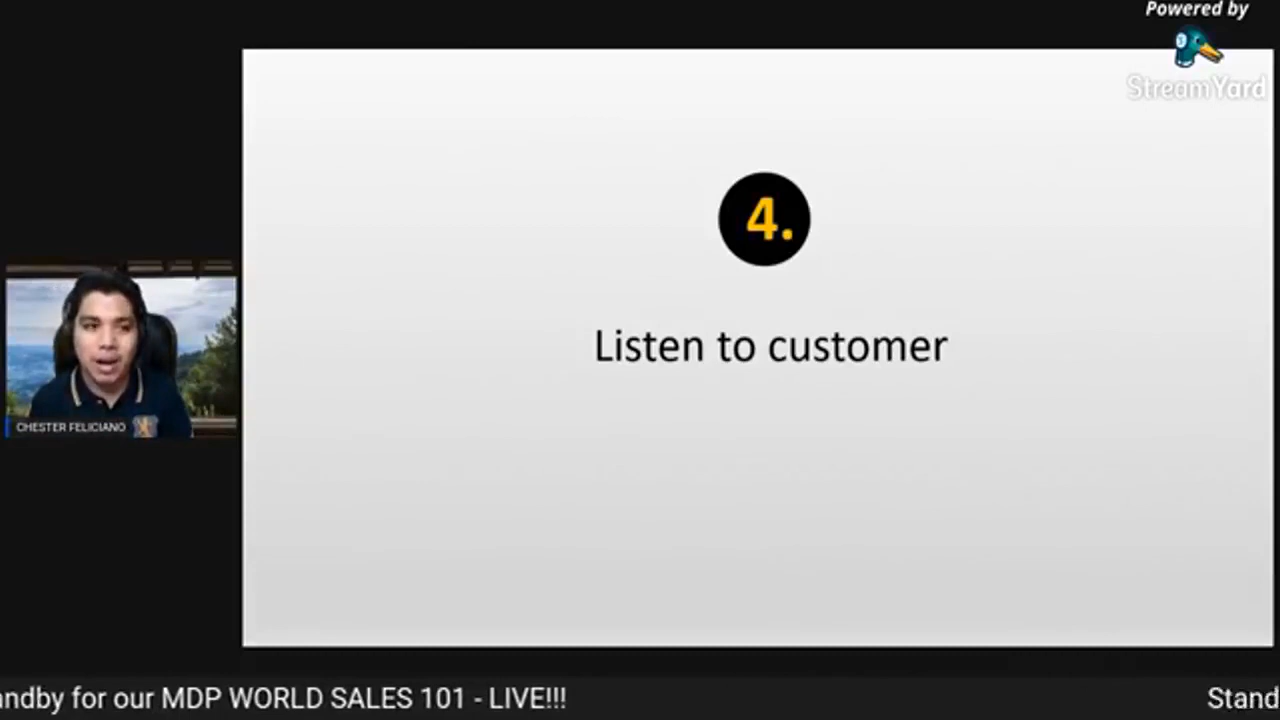 Powered by
StreamYard
4.
Listen to customer
CHESTER FELICIANO
andby for our MDP WORLD SALES 101 - LIVE!!!
Stand